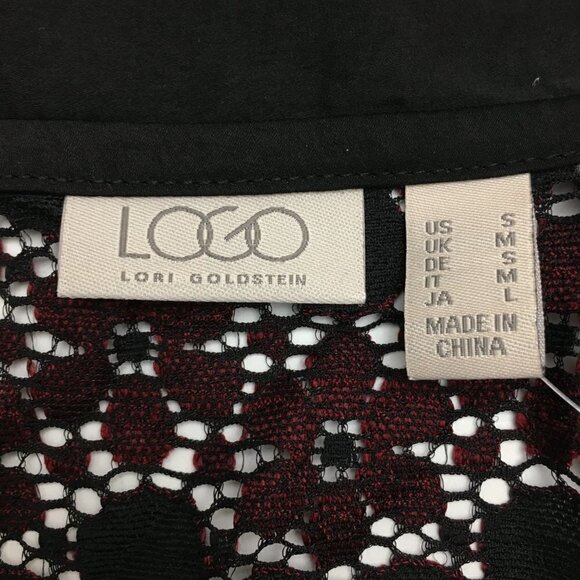 LOGO
LORI GOLDSTEIN
US S
UK M
DE S
IT M
JA L
MADE IN
CHINA